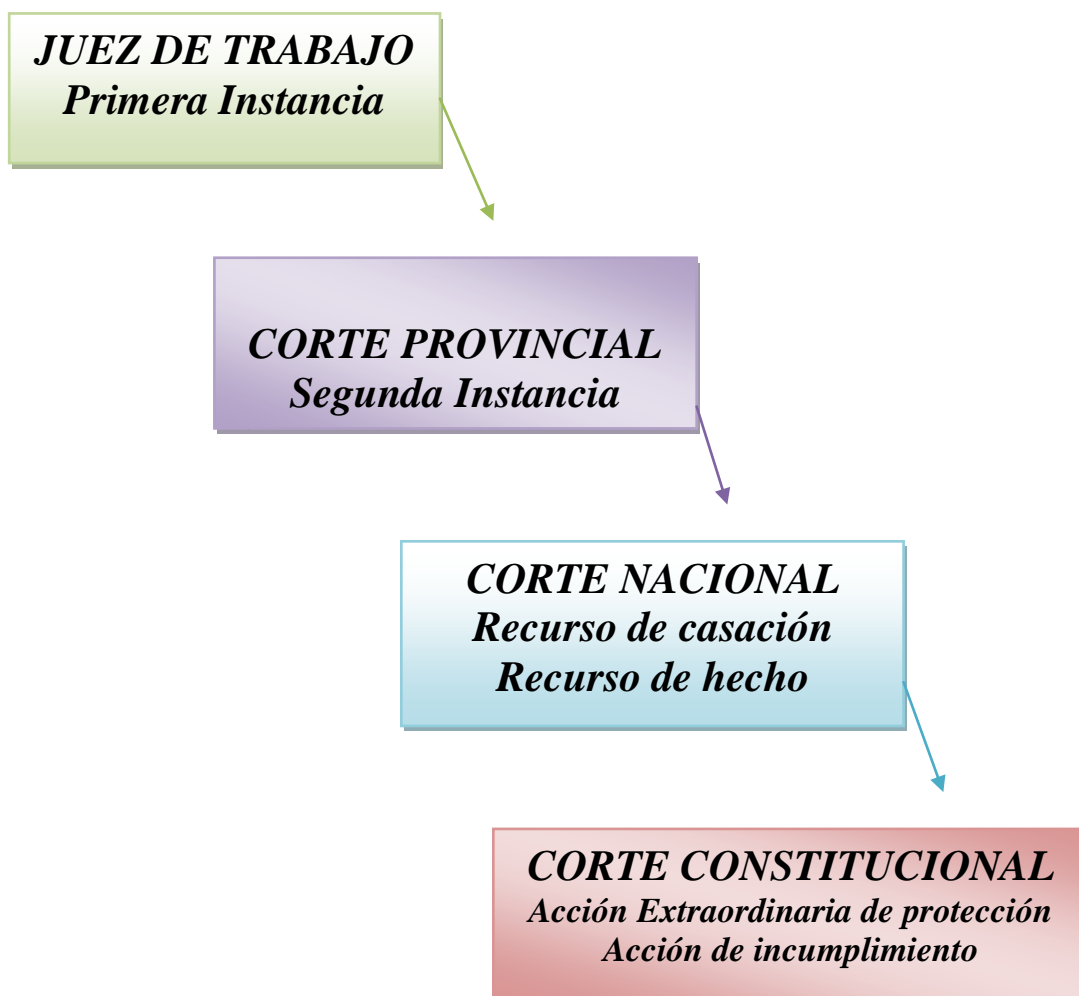 JUEZ DE TRABAJO
Primera Instancia
CORTE PROVINCIAL
Segunda Instancia
CORTE NACIONAL
Recurso de casación
Recurso de hecho
CORTE CONSTITUCIONAL
Acción Extraordinaria de protección
Acción de incumplimiento